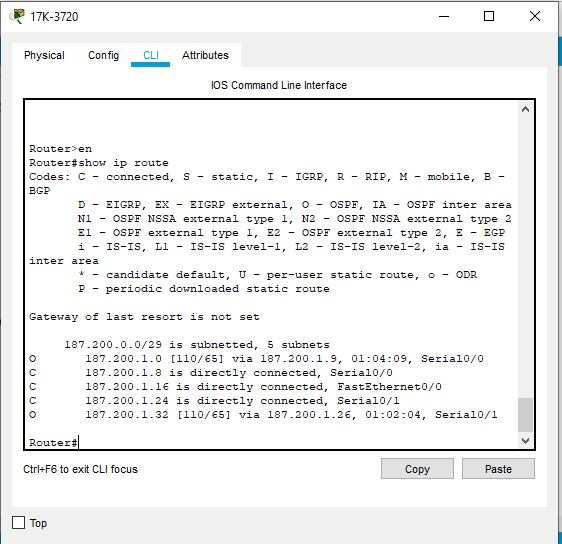 17K-3720
Physical Config CLI Attributes
IOS Command Line Interface
Router>en
Router#show ip route
Codes: C - connected, S - static, I - IGRP, R - RIP, M - mobile, B -
BGP
D - EIGRP, EX - EIGRP external, O - OSPF, IA - OSPF inter area
N1 - OSPF NSSA external type 1, N2 - OSPF NSSA external type 2
E1 - OSPF external type 1, E2 - OSPF external type 2, E - EGP
i - IS-IS, L1 - IS-IS level-1, L2 - IS-IS level-2, ia - IS-IS
inter area
* - candidate default, U - per-user static route, o - ODR
P - periodic downloaded static route
Gateway of last resort is not set
187.200.0.0/29 is subnetted, 5 subnets
O 187.200.1.0 [110/65] via 187.200.1.9, 01:04:09, Serial0/0
C 187.200.1.8 is directly connected, Serial0/0
C 187.200.1.16 is directly connected, FastEthernet0/0
C 187.200.1.24 is directly connected, Serial0/1
O 187.200.1.32 [110/65] via 187.200.1.26, 01:02:04, Serial0/1
Router#
Ctrl+F6 to exit CLI focus Copy Paste
Top